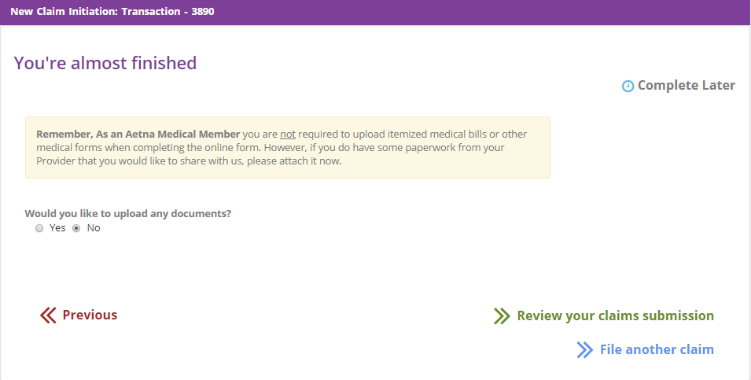 New Claim Initiation: Transaction - 3890
You're almost finished
Complete Later
Remember, As an Aetna Medical Member you are not required to upload itemized medical bills or other
medical forms when completing the online form. However, if you do have some paperwork from your
Provider that you would like to share with us, please attach it now.
Would you like to upload any documents?
Yes No
Previous
Review your claims submission
File another claim